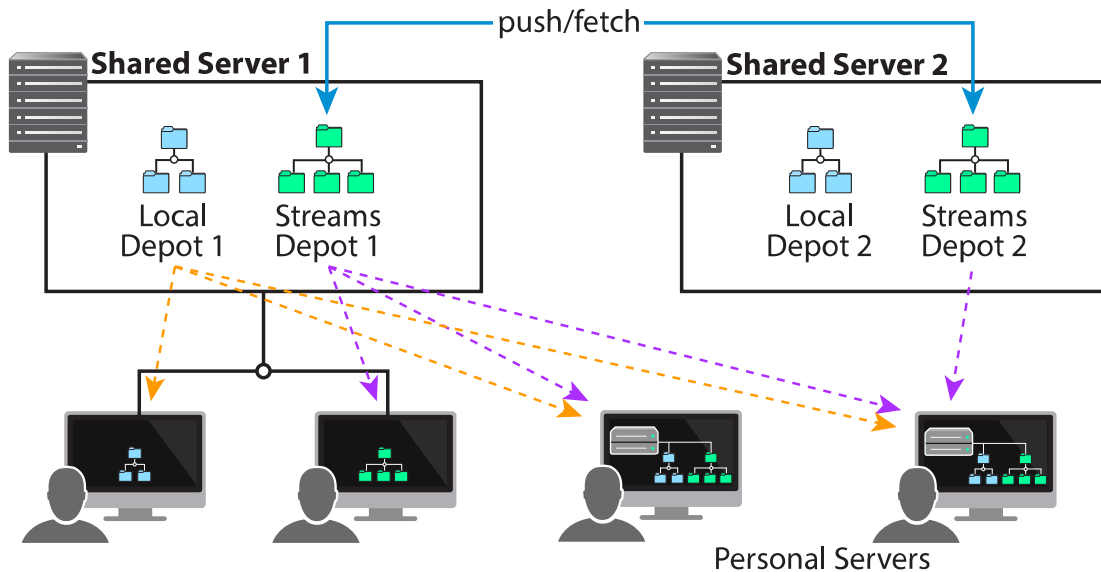 push/fetch
Shared Server 1
Shared Server 2
Local
Depot 1
Streams
Depot 1
Local
Depot 2
Streams
Depot 2
Personal Servers